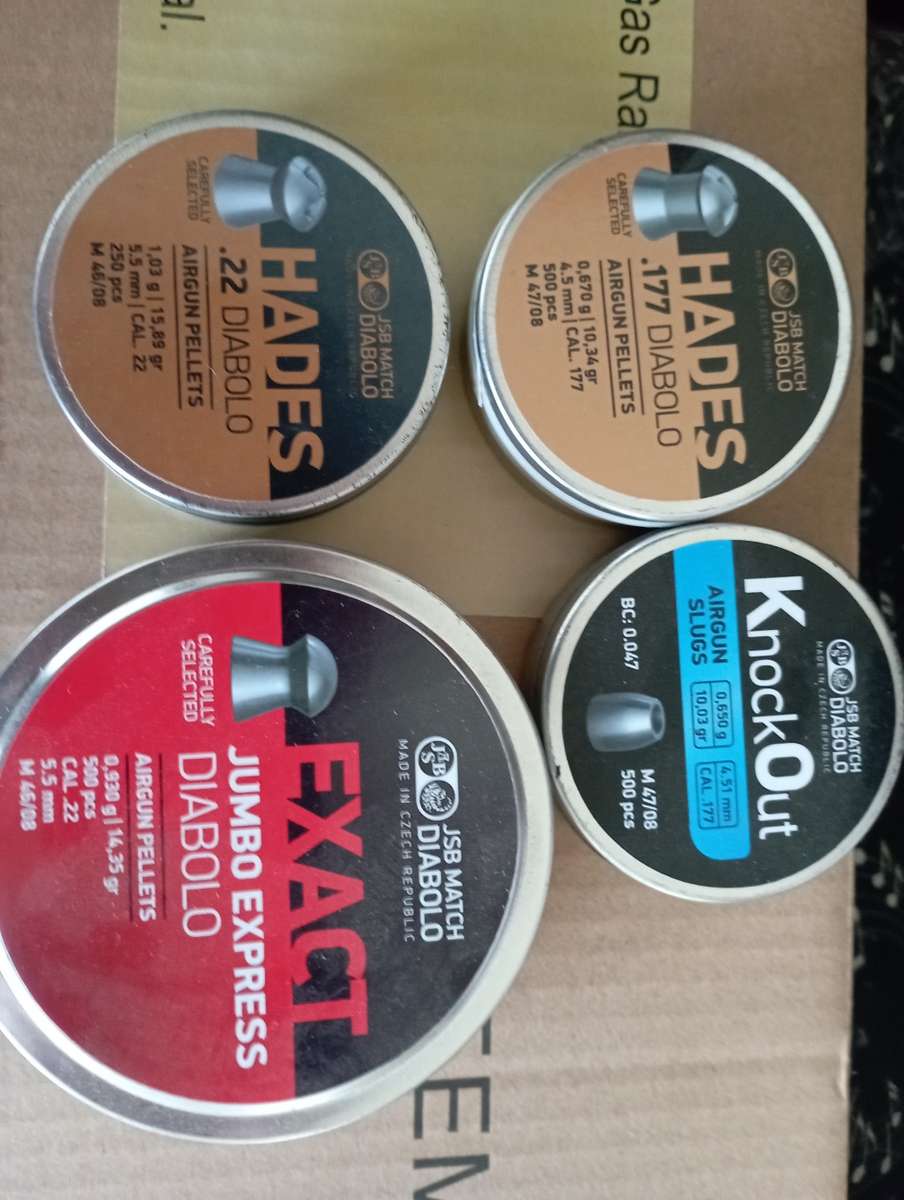 Gas Ra
JSB MATCH
DIABOLO
MADE IN CZECH REPUBLIC
HADES
.177 DIABOLO
CAREFULLY
SELECTED
AIRGUN PELLETS
0,670 g | 10,34 gr
4.5 mm | CAL. 177
500 pcs
M 47/08
JSB MATCH
DIABOLO
MADE IN CZECH REPUBLIC
KnockOut
AIRGUN
SLUGS
0,650 g
10,03 gr
4.51 mm
CAL .177
BC: 0.047
M 47/08
500 pcs
al.
JSB MATCH
DIABOLO
HADES
.22 DIABOLO
CAREFULLY
SELECTED
AIRGUN PELLETS
1,03 g | 15,89 gr
5.5 mm | CAL. 22
250 pcs
M 46/08
JSB MATCH
DIABOLO
MADE IN CZECH REPUBLIC
EXACT
JUMBO EXPRESS
DIABOLO
CAREFULLY
SELECTED
AIRGUN PELLETS
0,930 g | 14,35 gr
500 pcs
CAL .22
5.5 mm
M 46/08
TEM